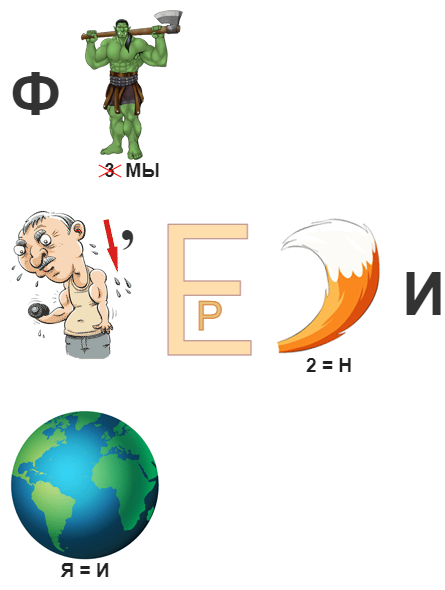 Ф
3 МЫ
, Е Р И
2 = Н
Я = И